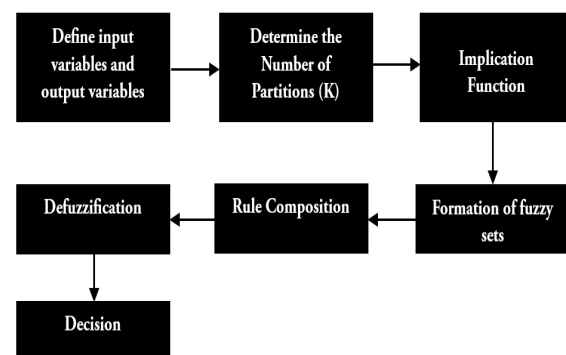 Define input
variables and
output variables
Determine the
Number of
Partitions (K)
Implication
Function
Formation of fuzzy
sets
Rule Composition
Defuzzification
Decision